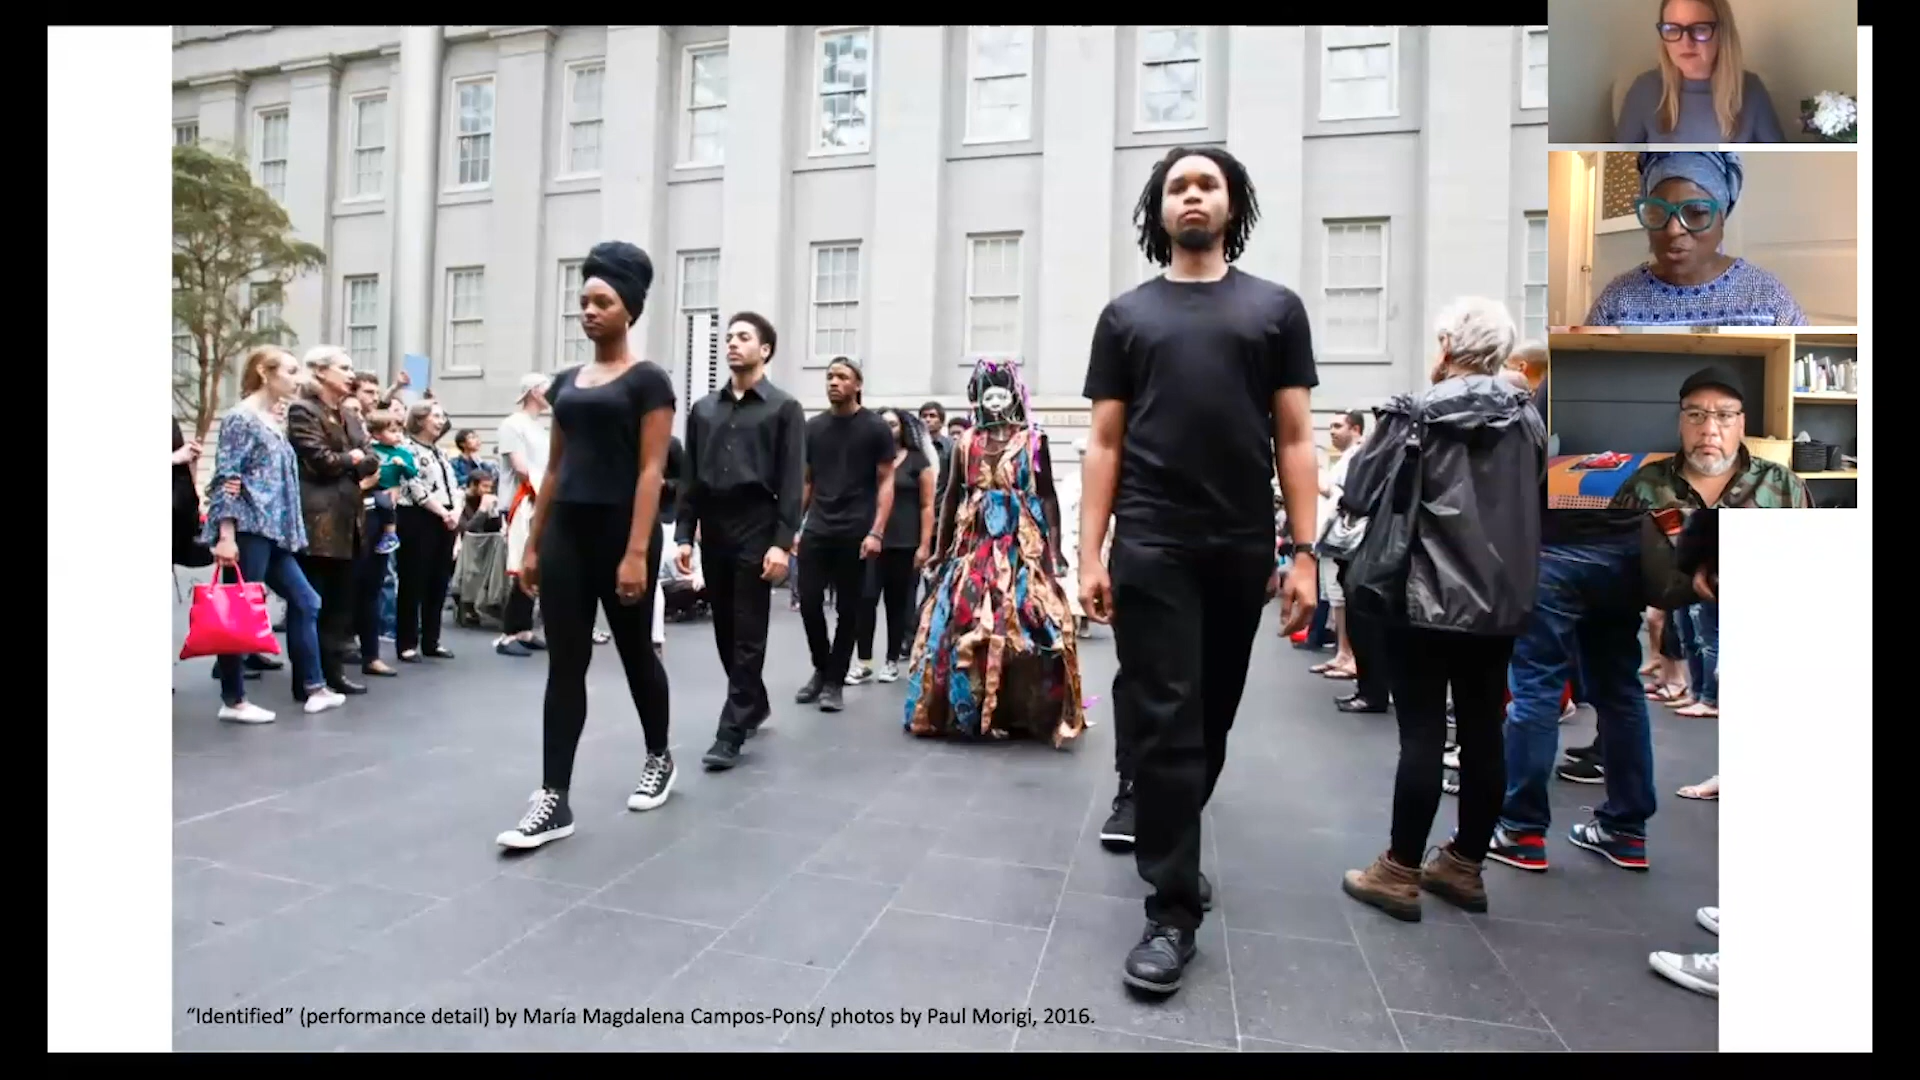 “Identified” (performance detail) by María Magdalena Campos-Pons/ photos by Paul Morigi, 2016.